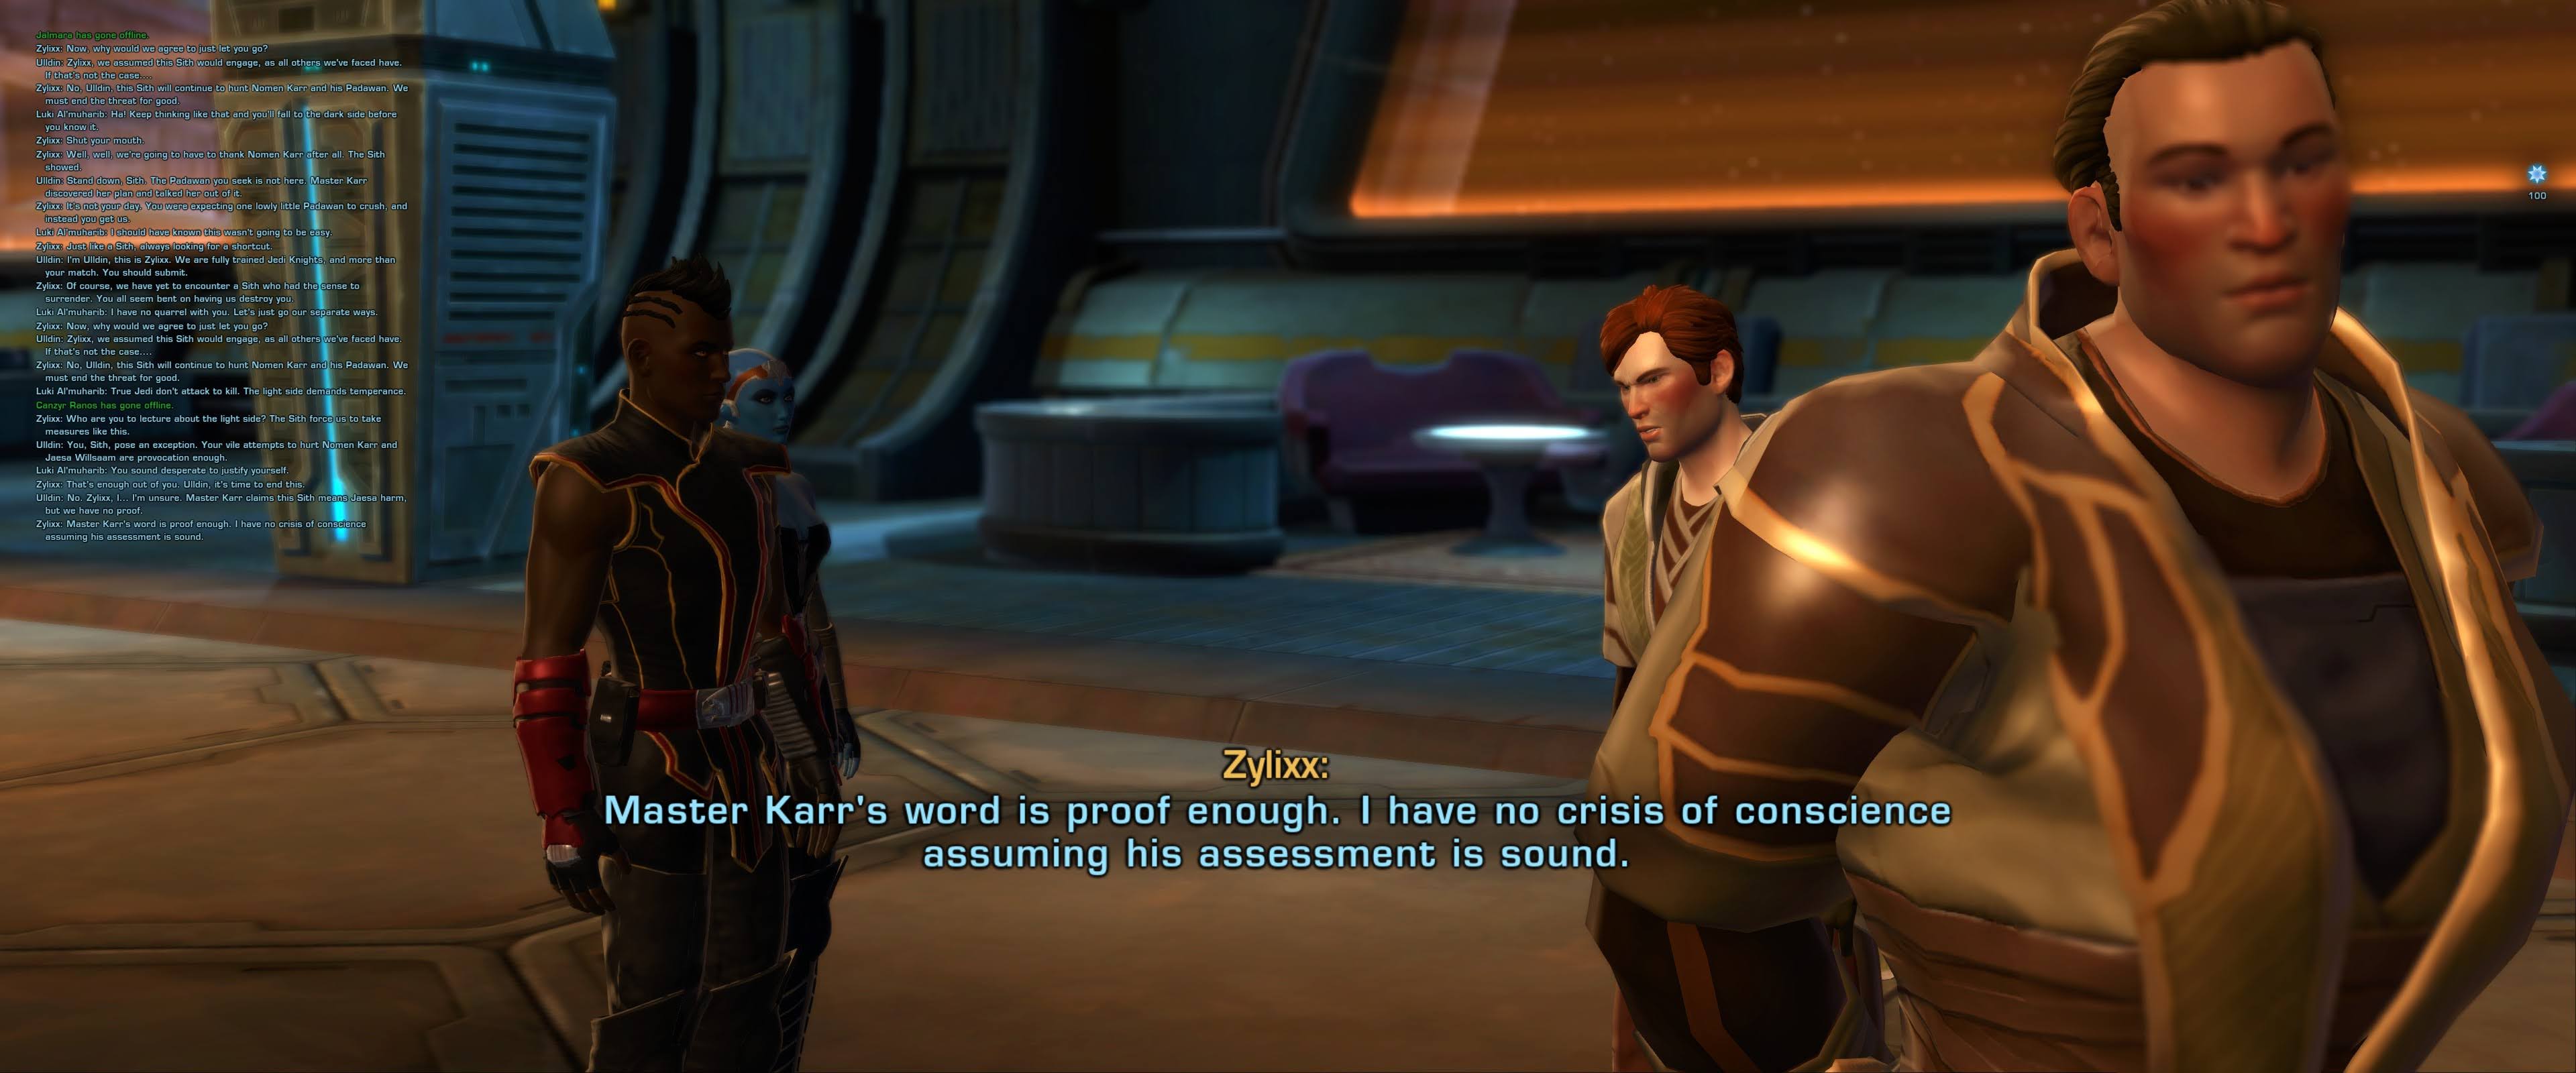 Jalmara has gone offline.
Zylixx: Now, why would we agree to just let you go?
Ulldin: Zylixx, we assumed this Sith would engage, as all others we've faced have.
If that's not the case....
Zylixx: No, Ulldin, this Sith will continue to hunt Nomen Karr and his Padawan. We
must end the threat for good.
Luki Al'muharib: Ha! Keep thinking like that and you'll fall to the dark side before
you know it.
Zylixx: Shut your mouth.
Zylixx: Well, well, we're going to have to thank Nomen Karr after all. The Sith
showed.
Ulldin: Stand down, Sith. The Padawan you seek is not here. Master Karr
discovered her plan and talked her out of it.
Zylixx: It's not your day. You were expecting one lowly little Padawan to crush, and
instead you get us.
Luki Al'muharib: I should have known this wasn't going to be easy.
Zylixx: Just like a Sith, always looking for a shortcut.
Ulldin: I'm Ulldin, this is Zylixx. We are fully trained Jedi Knights, and more than
your match. You should submit.
Zylixx: Of course, we have yet to encounter a Sith who had the sense to
surrender. You all seem bent on having us destroy you.
Luki Al'muharib: I have no quarrel with you. Let's just go our separate ways.
Zylixx: Now, why would we agree to just let you go?
Ulldin: Zylixx, we assumed this Sith would engage, as all others we've faced have.
If that's not the case....
Zylixx: No, Ulldin, this Sith will continue to hunt Nomen Karr and his Padawan. We
must end the threat for good.
Luki Al'muharib: True Jedi don't attack to kill. The light side demands temperance.
Canzyr Ranos has gone offline.
Zylixx: Who are you to lecture about the light side? The Sith force us to take
measures like this.
Ulldin: You, Sith, pose an exception. Your vile attempts to hurt Nomen Karr and
Jaesa Willsaam are provocation enough.
Luki Al'muharib: You sound desperate to justify yourself.
Zylixx: That's enough out of you. Ulldin, it's time to end this.
Ulldin: No. Zylixx, I... I'm unsure. Master Karr claims this Sith means Jaesa harm,
but we have no proof.
Zylixx: Master Karr's word is proof enough. I have no crisis of conscience
assuming his assessment is sound.
100
Zylixx:
Master Karr's word is proof enough. I have no crisis of conscience
assuming his assessment is sound.